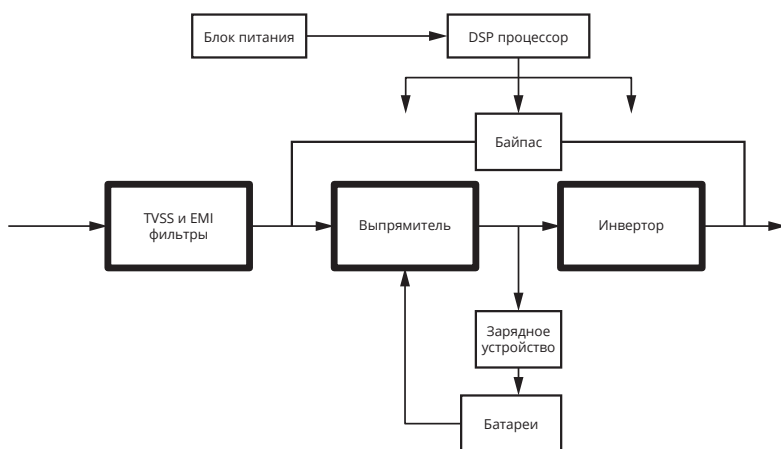 Блок питания
DSP процессор
Байпас
TVSS и EMI
фильтры
Выпрямитель
Инвертор
Зарядное
устройство
Батареи